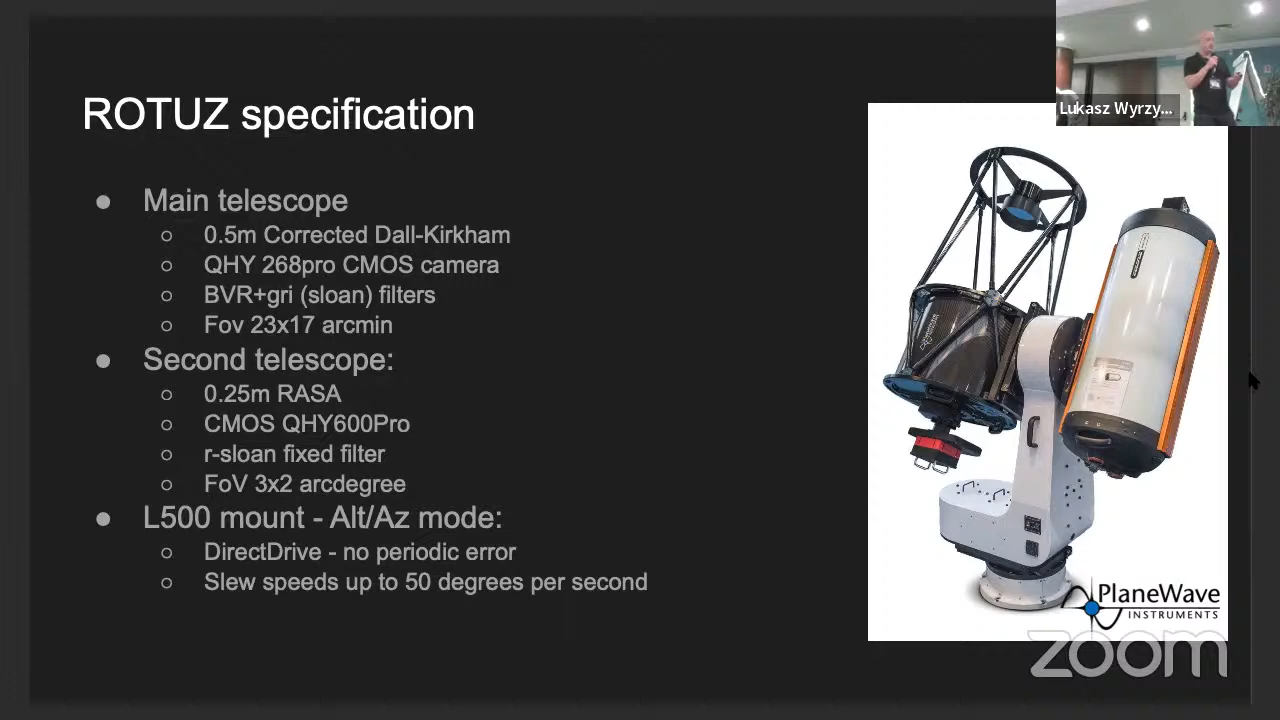 Lukasz Wyrzy...
ROTUZ specification
● Main telescope
○ 0.5m Corrected Dall-Kirkham
○ QHY 268pro CMOS camera
○ BVR+gri (sloan) filters
○ Fov 23x17 arcmin
● Second telescope:
○ 0.25m RASA
○ CMOS QHY600Pro
○ r-sloan fixed filter
○ FoV 3x2 arcdegree
● L500 mount - Alt/Az mode:
○ DirectDrive - no periodic error
○ Slew speeds up to 50 degrees per second
PlaneWave
INSTRUMENTS
zoom